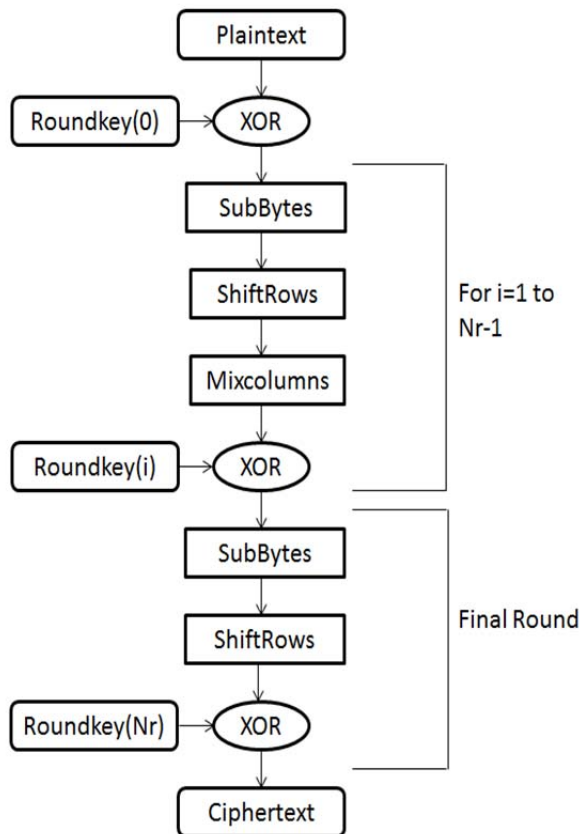 Plaintext
Roundkey(0)
XOR
SubBytes
ShiftRows
For i=1 to
Nr-1
Mixcolumns
Roundkey(i)
XOR
SubBytes
Final Round
ShiftRows
Roundkey(Nr)
XOR
Ciphertext